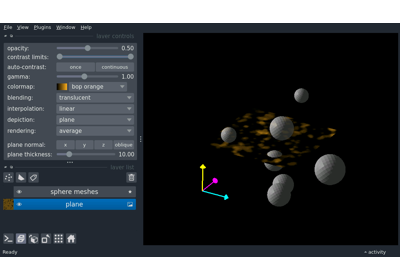 File View Plugins Window Help
layer controls
opacity: 0.50
contrast limits:
auto-contrast: once continuous
gamma: 1.00
colormap: bop orange
blending: translucent
interpolation: linear
depiction: plane
rendering: average
plane normal: x y z oblique
plane thickness: 10.00
layer list
sphere meshes
plane
Ready
activity